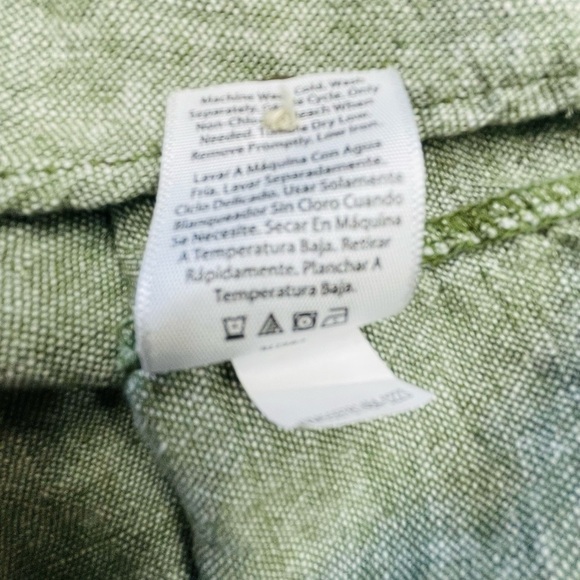 Machine Wash Cold, Wash
Separately, Cycle, Only
Non-Chlorine Bleach When
Needed. Tumble Dry Low.
Remove Promptly, Low Iron.
Lavar A Máquina Con Agua
Fría. Lavar Separadamente.
Ciclo Delicado. Usar Solamente
Blanqueador Sin Cloro Cuando
Se Necesite. Secar En Máquina
A Temperatura Baja. Retirar
Rápidamente. Planchar A
Temperatura Baja.